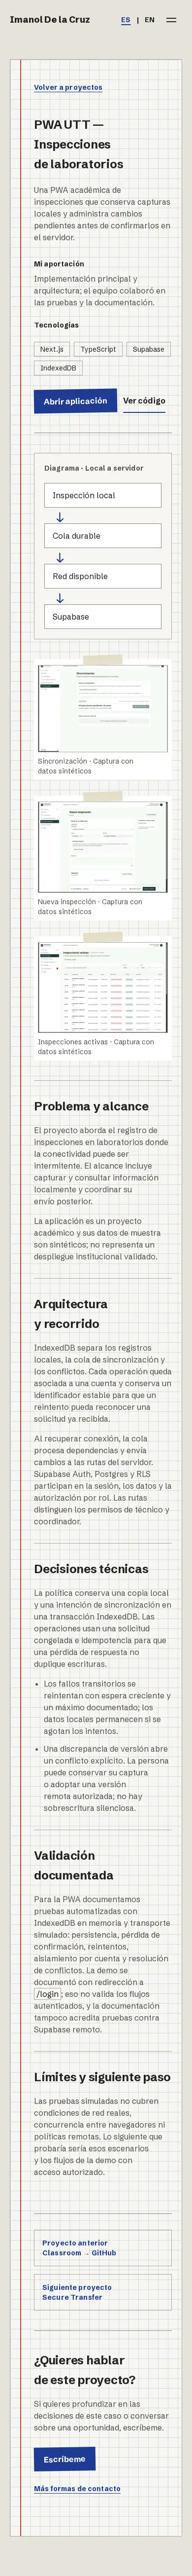 Imanol De la Cruz ES | EN
Volver a proyectos
PWA UTT —
Inspecciones
de laboratorios
Una PWA académica de
inspecciones que conserva capturas
locales y administra cambios
pendientes antes de confirmarlos en
el servidor.
Mi aportación
Implementación principal y
arquitectura; el equipo colaboró en
las pruebas y la documentación.
Tecnologías
Next.js TypeScript Supabase
IndexedDB
Abrir aplicación Ver código
Diagrama · Local a servidor
Inspección local
Cola durable
Red disponible
Supabase
Sincronización · Captura con
datos sintéticos
Nueva inspección · Captura con
datos sintéticos
Inspecciones activas · Captura con
datos sintéticos
Problema y alcance
El proyecto aborda el registro de
inspecciones en laboratorios donde
la conectividad puede ser
intermitente. El alcance incluye
capturar y consultar información
localmente y coordinar su
envío posterior.
La aplicación es un proyecto
académico y sus datos de muestra
son sintéticos; no representa un
despliegue institucional validado.
Arquitectura
y recorrido
IndexedDB separa los registros
locales, la cola de sincronización y
los conflictos. Cada operación queda
asociada a una cuenta y conserva un
identificador estable para que un
reintento pueda reconocer una
solicitud ya recibida.
Al recuperar conexión, la cola
procesa dependencias y envía
cambios a las rutas del servidor.
Supabase Auth, Postgres y RLS
participan en la sesión, los datos y la
autorización por rol. Las rutas
distinguen los permisos de técnico y
coordinador.
Decisiones técnicas
La política conserva una copia local
y una intención de sincronización en
una transacción IndexedDB. Las
operaciones usan una solicitud
congelada e idempotencia para que
una pérdida de respuesta no
duplique escrituras.
Los fallos transitorios se
reintentan con espera creciente y
un máximo documentado; los
datos locales permanecen si se
agotan los intentos.
Una discrepancia de versión abre
un conflicto explícito. La persona
puede conservar su captura
o adoptar una versión
remota autorizada; no hay
sobrescritura silenciosa.
Validación
documentada
Para la PWA documentamos
pruebas automatizadas con
IndexedDB en memoria y transporte
simulado: persistencia, pérdida de
confirmación, reintentos,
aislamiento por cuenta y resolución
de conflictos. La demo se
documentó con redirección a
/login; eso no valida los flujos
autenticados, y la documentación
tampoco acredita pruebas contra
Supabase remoto.
Límites y siguiente paso
Las pruebas simuladas no cubren
condiciones de red reales,
concurrencia entre navegadores ni
políticas remotas. Lo siguiente que
probaría sería esos escenarios
y los flujos de la demo con
acceso autorizado.
Proyecto anterior
Classroom → GitHub
Siguiente proyecto
Secure Transfer
¿Quieres hablar
de este proyecto?
Si quieres profundizar en las
decisiones de este caso o conversar
sobre una oportunidad, escríbeme.
Escríbeme
Más formas de contacto